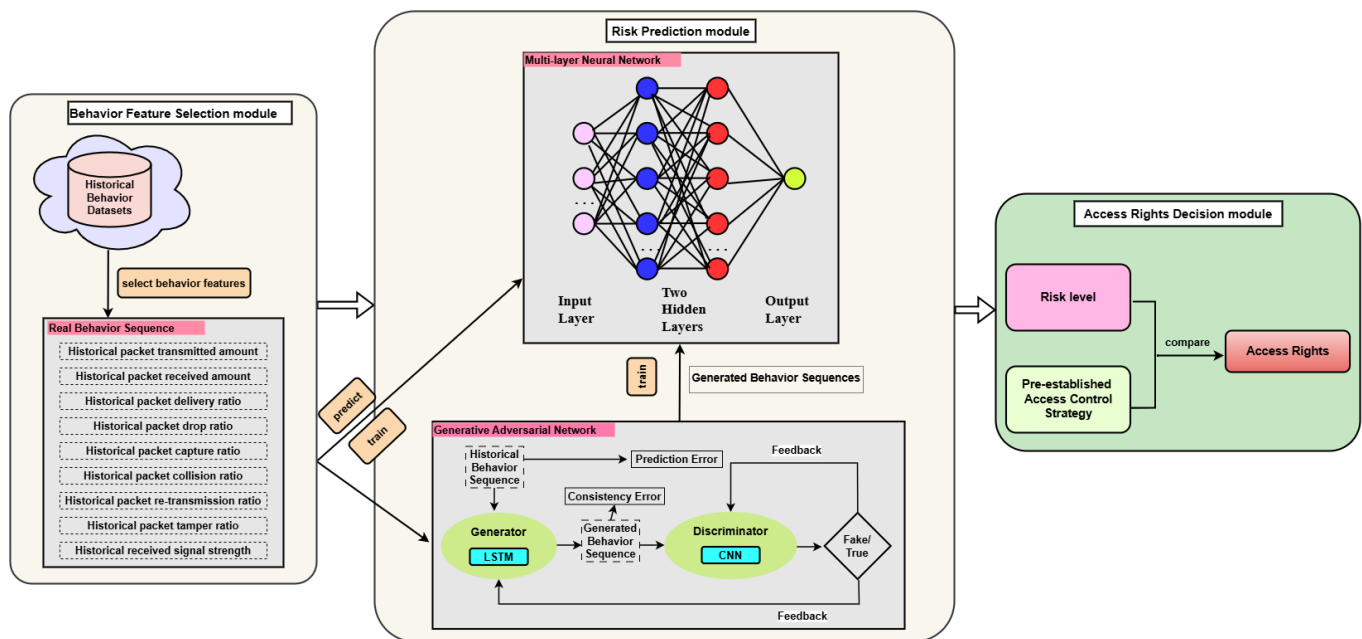 Behavior Feature Selection module
Historical
Behavior
Datasets
select behavior features
Real Behavior Sequence
Historical packet transmitted amount
Historical packet received amount
Historical packet delivery ratio
Historical packet drop ratio
Historical packet capture ratio
Historical packet collision ratio
Historical packet re-transmission ratio
Historical packet tamper ratio
Historical received signal strength
Risk Prediction module
Multi-layer Neural Network
. . .
. . .
. . .
Input
Layer
Two
Hidden
Layers
Output
Layer
predict
train
train
Generated Behavior Sequences
Generative Adversarial Network
Historical
Behavior
Sequence
Prediction Error
Consistency Error
Feedback
Generator
LSTM
Generated
Behavior
Sequence
Discriminator
CNN
Fake/
True
Feedback
Access Rights Decision module
Risk level
compare
Access Rights
Pre-established
Access Control
Strategy